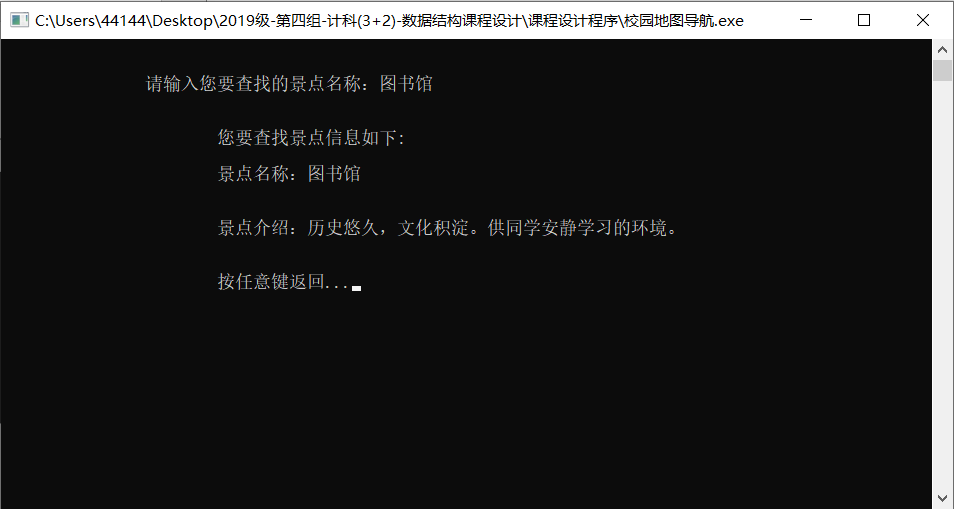 C:\Users\44144\Desktop\2019级-第四组-计科(3+2)-数据结构课程设计\课程设计程序\校园地图导航.exe
请输入您要查找的景点名称：图书馆
您要查找景点信息如下:
景点名称：图书馆
景点介绍：历史悠久，文化积淀。供同学安静学习的环境。
按任意键返回...